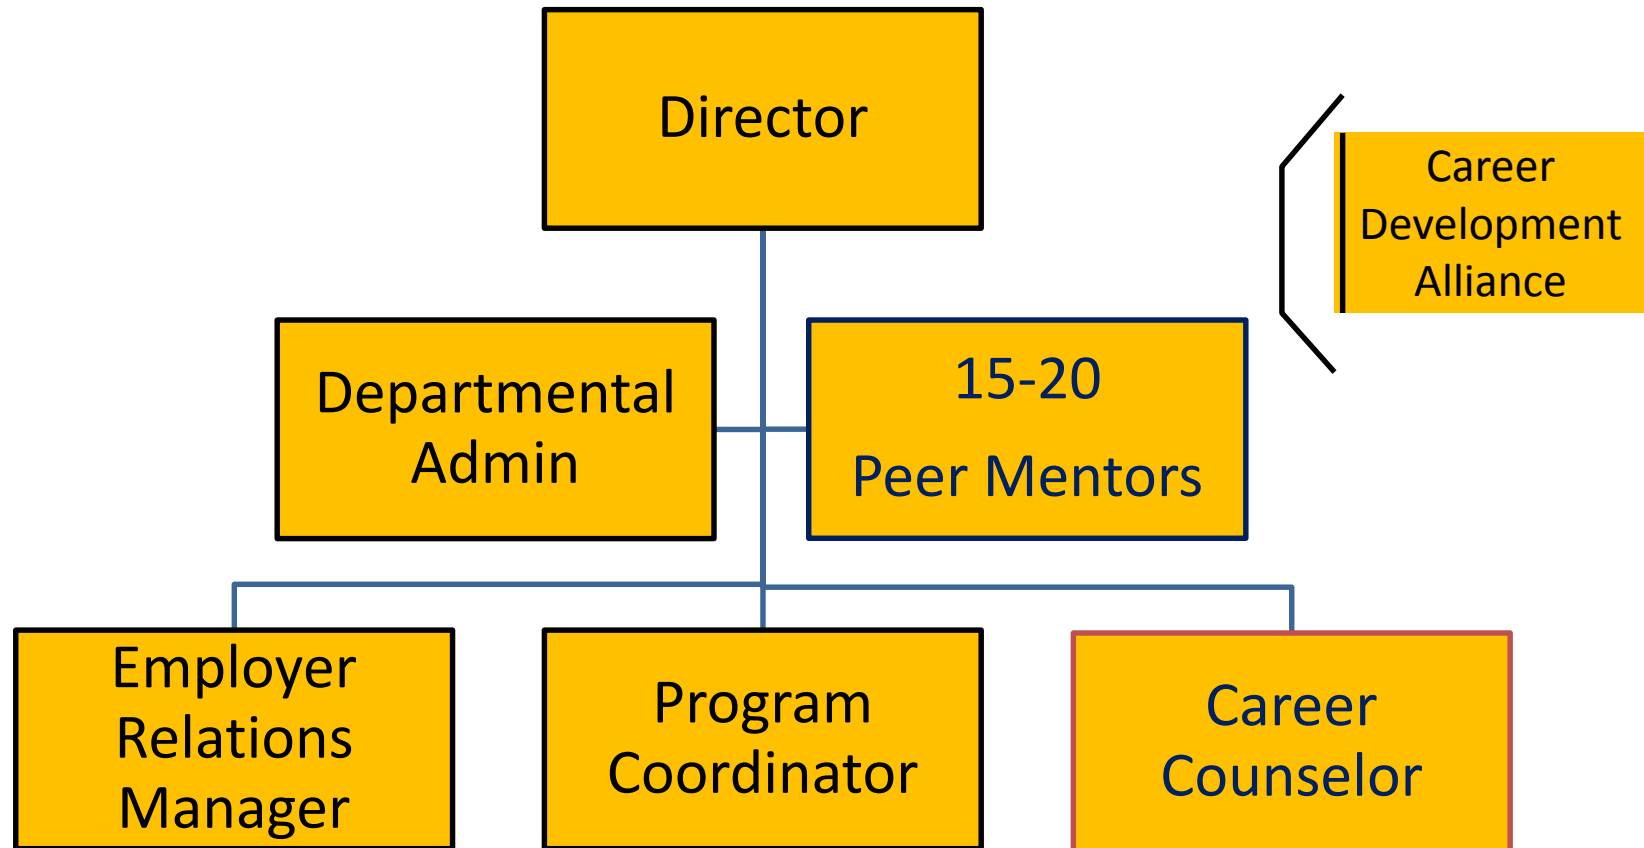 Director
Career
Development
Alliance
Departmental
Admin
15-20
Peer Mentors
Employer
Relations
Manager
Program
Coordinator
Career
Counselor